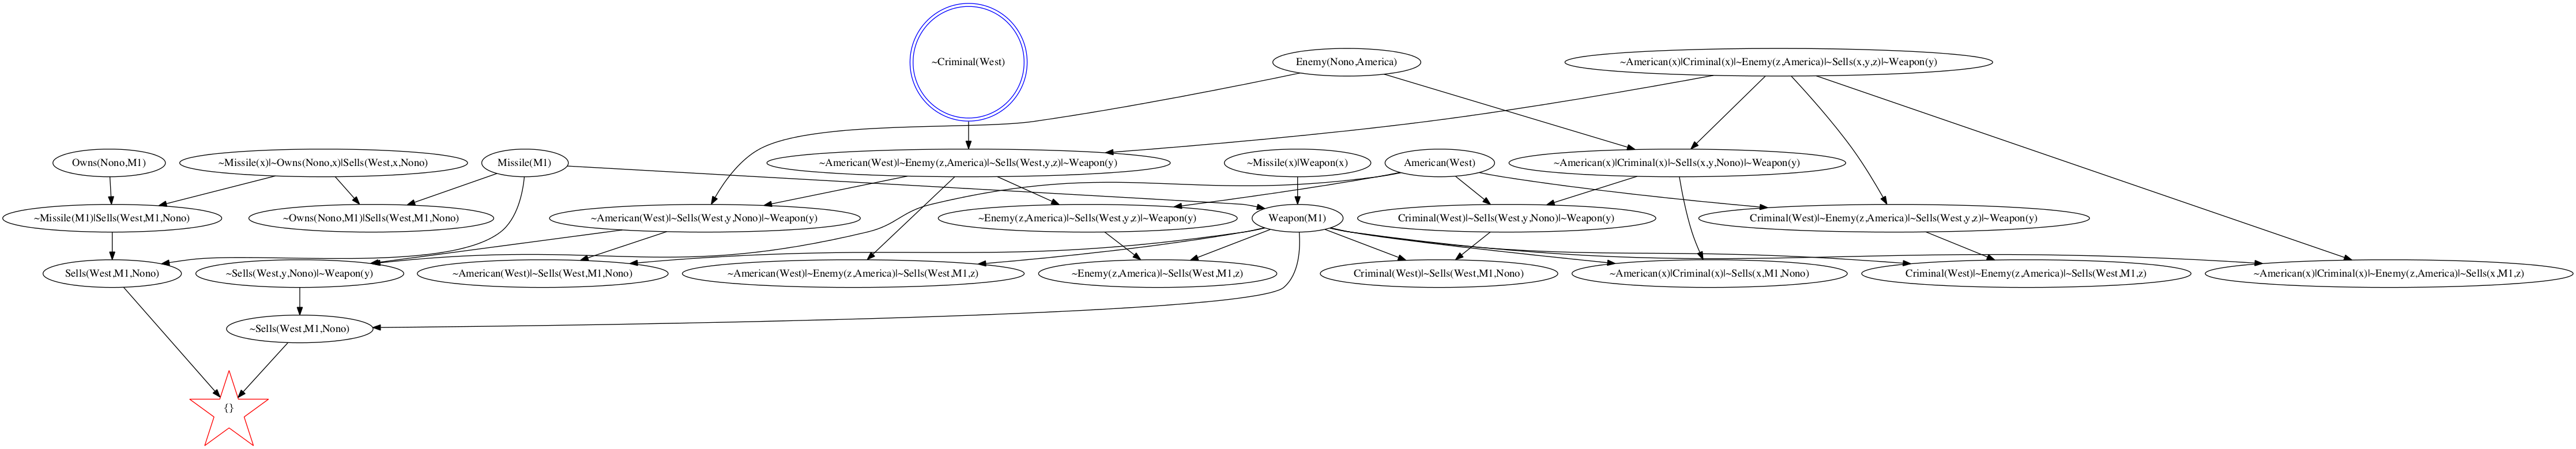 ~Criminal(West)
Enemy(Nono,America)
~American(x)|Criminal(x)|~Enemy(z,America)|~Sells(x,y,z)|~Weapon(y)
Owns(Nono,M1)
~Missile(x)|~Owns(Nono,x)|Sells(West,x,Nono)
Missile(M1)
~American(West)|~Enemy(z,America)|~Sells(West,y,z)|~Weapon(y)
~Missile(x)|Weapon(x)
American(West)
~American(x)|Criminal(x)|~Sells(x,y,Nono)|~Weapon(y)
~Missile(M1)|Sells(West,M1,Nono)
~Owns(Nono,M1)|Sells(West,M1,Nono)
~American(West)|~Sells(West,y,Nono)|~Weapon(y)
~Enemy(z,America)|~Sells(West,y,z)|~Weapon(y)
Weapon(M1)
Criminal(West)|~Sells(West,y,Nono)|~Weapon(y)
Criminal(West)|~Enemy(z,America)|~Sells(West,y,z)|~Weapon(y)
Sells(West,M1,Nono)
~Sells(West,y,Nono)|~Weapon(y)
~American(West)|~Sells(West,M1,Nono)
~American(West)|~Enemy(z,America)|~Sells(West,M1,z)
~Enemy(z,America)|~Sells(West,M1,z)
Criminal(West)|~Sells(West,M1,Nono)
~American(x)|Criminal(x)|~Sells(x,M1,Nono)
Criminal(West)|~Enemy(z,America)|~Sells(West,M1,z)
~American(x)|Criminal(x)|~Enemy(z,America)|~Sells(x,M1,z)
~Sells(West,M1,Nono)
{}